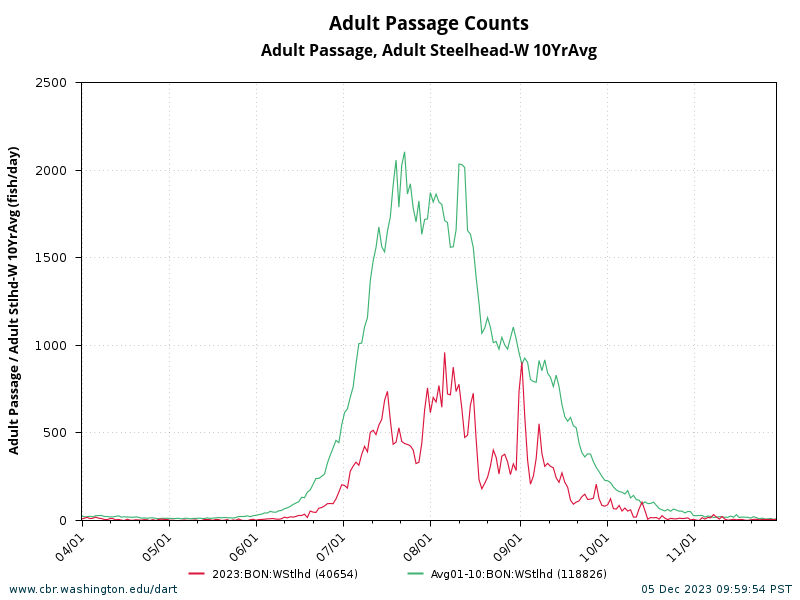 Adult Passage Counts
Adult Passage, Adult Steelhead-W 10YrAvg
Adult Passage / Adult Stlhd-W 10YrAvg (fish/day)
2500
2000
1500
1000
500
0
04/01 05/01 06/01 07/01 08/01 09/01 10/01 11/01
2023:BON:WStlhd (40654) Avg01-10:BON:WStlhd (118826)
www.cbr.washington.edu/dart 05 Dec 2023 09:59:54 PST